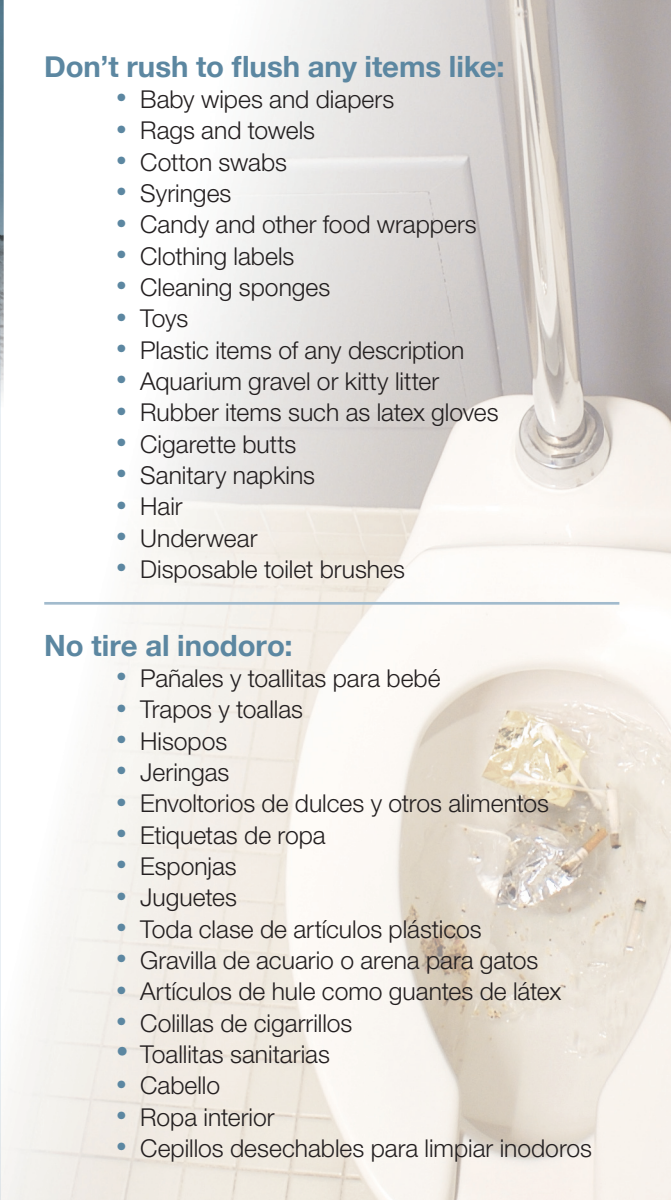 Don’t rush to flush any items like:
• Baby wipes and diapers
• Rags and towels
• Cotton swabs
• Syringes
• Candy and other food wrappers
• Clothing labels
• Cleaning sponges
• Toys
• Plastic items of any description
• Aquarium gravel or kitty litter
• Rubber items such as latex gloves
• Cigarette butts
• Sanitary napkins
• Hair
• Underwear
• Disposable toilet brushes
No tire al inodoro:
• Pañales y toallitas para bebé
• Trapos y toallas
• Hisopos
• Jeringas
• Envoltorios de dulces y otros alimentos
• Etiquetas de ropa
• Esponjas
• Juguetes
• Toda clase de artículos plásticos
• Gravilla de acuario o arena para gatos
• Artículos de hule como guantes de látex
• Colillas de cigarrillos
• Toallitas sanitarias
• Cabello
• Ropa interior
• Cepillos desechables para limpiar inodoros